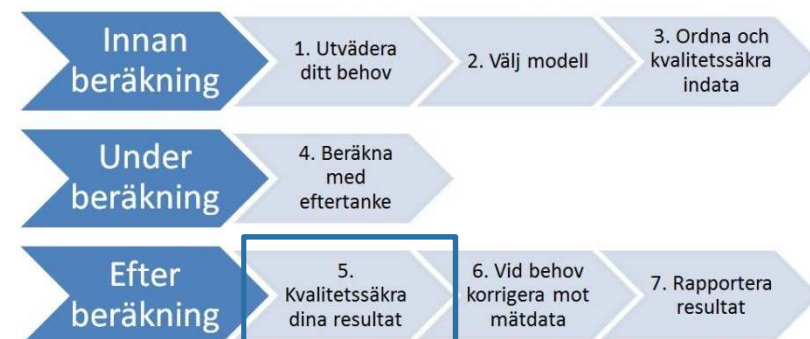 Innan
beräkning
1. Utvädera
ditt behov
2. Välj modell
3. Ordna och
kvalitetssäkra
indata
Under
beräkning
4. Beräkna
med
eftertanke
Efter
beräkning
5.
Kvalitetssäkra
dina resultat
6. Vid behov
korrigera mot
mätdata
7. Rapportera
resultat